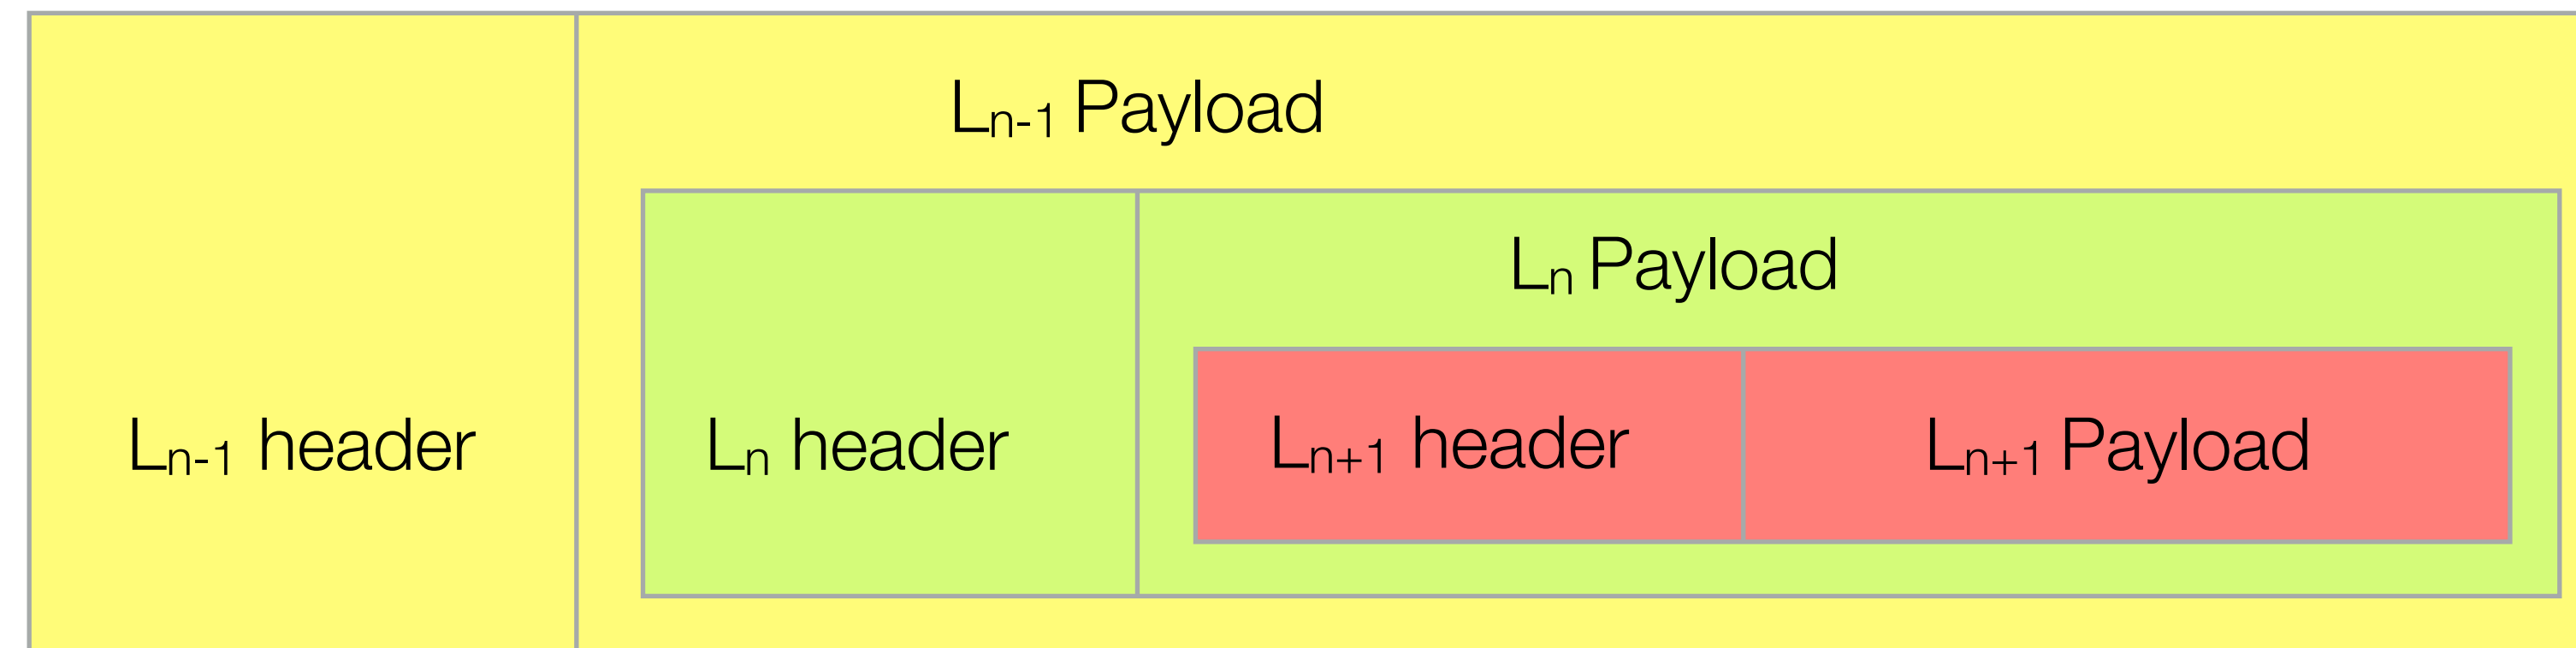 Lₙ₋₁ Payload
Lₙ Payload
Lₙ₋₁ header
Lₙ header
Lₙ₊₁ header
Lₙ₊₁ Payload